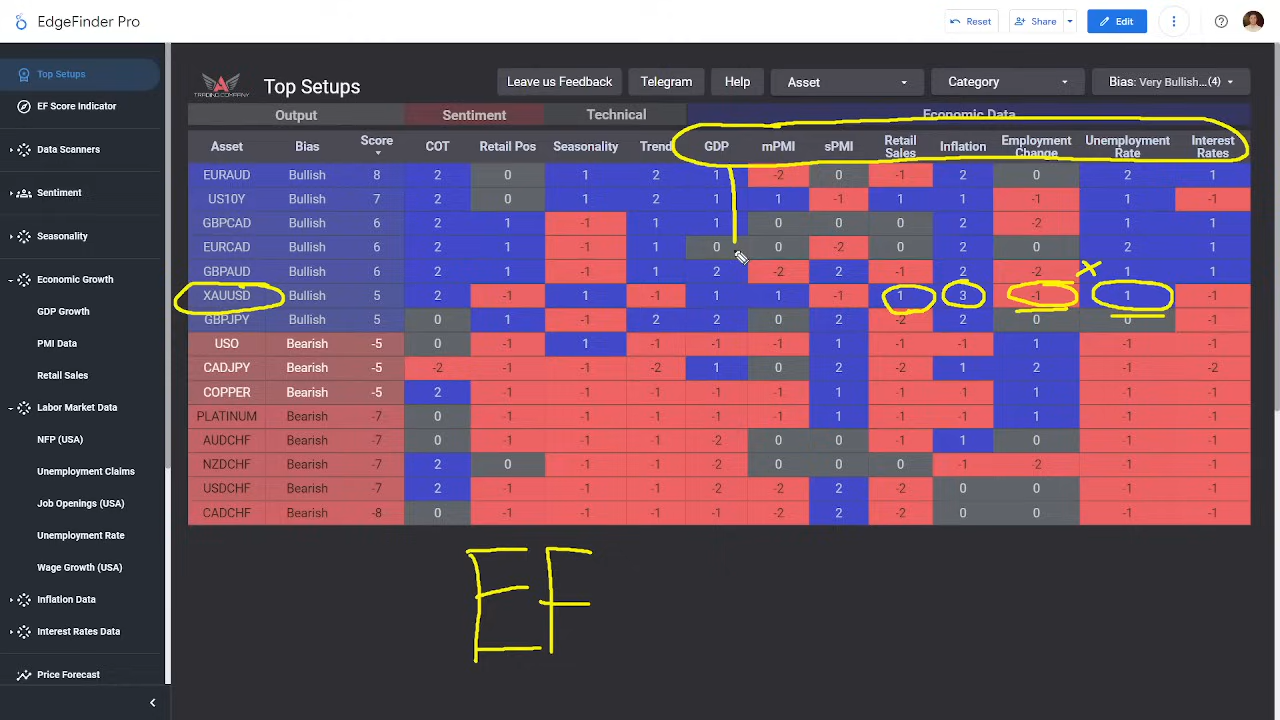 EdgeFinder Pro
Reset Share Edit
Top Setups
EF Score Indicator
Data Scanners
Sentiment
Seasonality
Economic Growth
GDP Growth
PMI Data
Retail Sales
Labor Market Data
NFP (USA)
Unemployment Claims
Job Openings (USA)
Unemployment Rate
Wage Growth (USA)
Inflation Data
Interest Rates Data
Price Forecast
A
TRADING COMPANY
Top Setups Leave us Feedback Telegram Help Asset Category Bias: Very Bullish... (4)
Output Sentiment Technical Economic Data
Asset Bias Score COT Retail Pos Seasonality Trend GDP mPMI sPMI Retail Sales Inflation Employment Change Unemployment Rate Interest Rates
EURAUD Bullish 8 2 0 1 2 1 -2 0 -1 2 0 2 1
US10Y Bullish 7 2 0 1 2 1 1 -1 1 1 -1 1 -1
GBPCAD Bullish 6 2 1 -1 1 1 0 0 0 2 -2 1 1
EURCAD Bullish 6 2 1 -1 1 0 0 -2 0 2 0 2 1
GBPAUD Bullish 6 2 1 -1 1 2 -2 2 -1 2 -2 1 1
XAUUSD Bullish 5 2 -1 1 -1 1 1 -1 1 3 -1 1 -1
GBPJPY Bullish 5 0 1 -1 2 2 0 2 -2 2 0 0 -1
USO Bearish -5 0 -1 1 -1 -1 -1 1 -1 -1 1 -1 -1
CADJPY Bearish -5 -2 -1 -1 -2 1 0 2 -2 1 2 -1 -2
COPPER Bearish -5 2 -1 -1 -1 -1 -1 1 -1 -1 1 -1 -1
PLATINUM Bearish -7 0 -1 -1 -1 -1 -1 1 -1 -1 1 -1 -1
AUDCHF Bearish -7 0 -1 -1 -1 -2 0 0 -1 1 0 -1 -1
NZDCHF Bearish -7 2 0 -1 -1 -2 0 0 0 -1 -2 -1 -1
USDCHF Bearish -7 2 -1 -1 -1 -2 -2 2 -2 0 0 -1 -1
CADCHF Bearish -8 0 -1 -1 -1 -1 -2 2 -2 0 0 -1 -1
EF